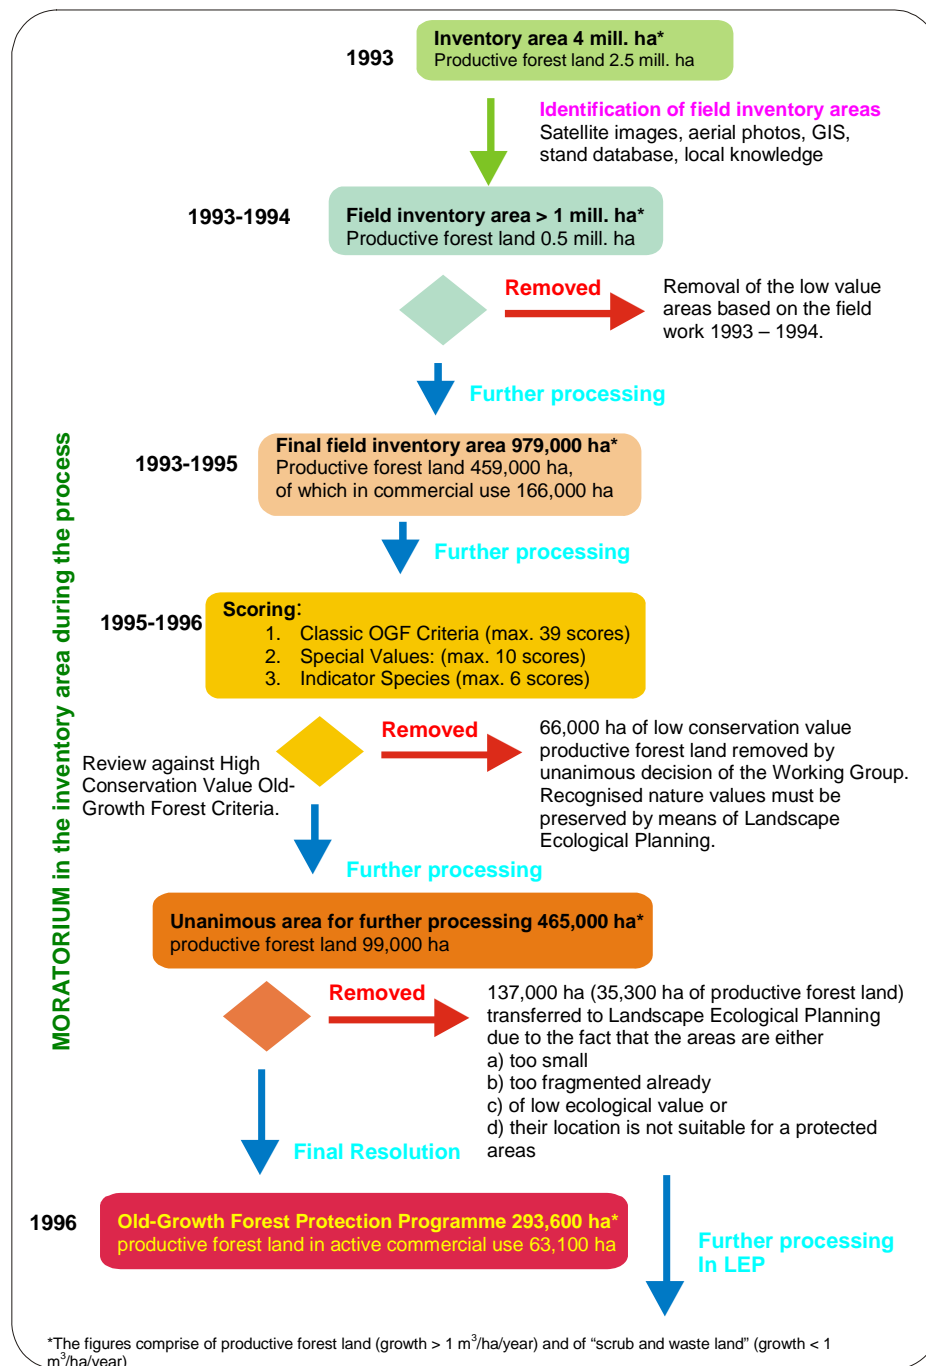 1993
Inventory area 4 mill. ha*
Productive forest land 2.5 mill. ha
Identification of field inventory areas
Satellite images, aerial photos, GIS,
stand database, local knowledge
1993-1994
Field inventory area > 1 mill. ha*
Productive forest land 0.5 mill. ha
Removed
Removal of the low value
areas based on the field
work 1993 – 1994.
Further processing
MORATORIUM in the inventory area during the process
1993-1995
Final field inventory area 979,000 ha*
Productive forest land 459,000 ha,
of which in commercial use 166,000 ha
Further processing
1995-1996
Scoring:
1. Classic OGF Criteria (max. 39 scores)
2. Special Values: (max. 10 scores)
3. Indicator Species (max. 6 scores)
Review against High
Conservation Value Old-
Growth Forest Criteria.
Removed
66,000 ha of low conservation value
productive forest land removed by
unanimous decision of the Working Group.
Recognised nature values must be
preserved by means of Landscape
Ecological Planning.
Further processing
Unanimous area for further processing 465,000 ha*
productive forest land 99,000 ha
Removed
137,000 ha (35,300 ha of productive forest land)
transferred to Landscape Ecological Planning
due to the fact that the areas are either
a) too small
b) too fragmented already
c) of low ecological value or
d) their location is not suitable for a protected
areas
Final Resolution
1996
Old-Growth Forest Protection Programme 293,600 ha*
productive forest land in active commercial use 63,100 ha
Further processing
In LEP
*The figures comprise of productive forest land (growth > 1 m³/ha/year) and of “scrub and waste land” (growth < 1
m³/ha/year)